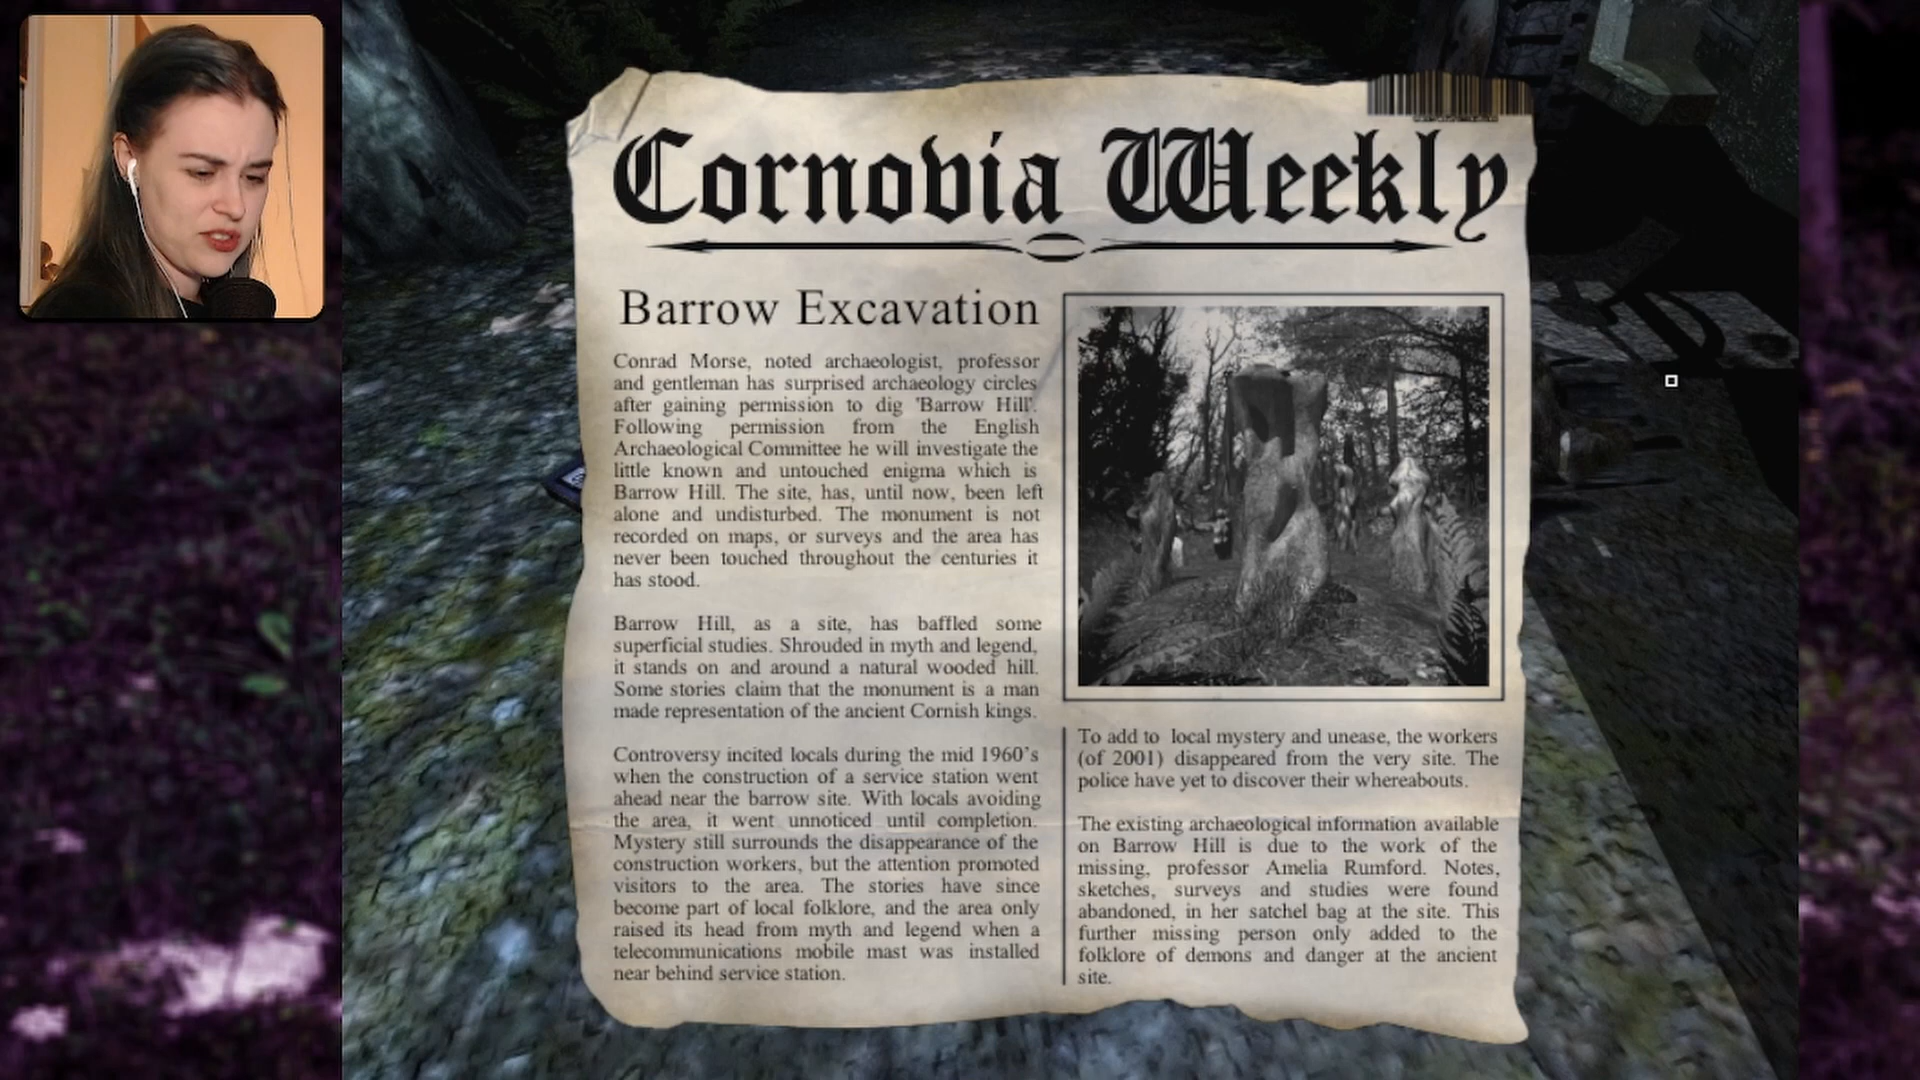 Cornovia Weekly
Barrow Excavation
Conrad Morse, noted archaeologist, professor
and gentleman has surprised archaeology circles
after gaining permission to dig 'Barrow Hill'.
Following permission from the English
Archaeological Committee he will investigate the
little known and untouched enigma which is
Barrow Hill. The site, has, until now, been left
alone and undisturbed. The monument is not
recorded on maps, or surveys and the area has
never been touched throughout the centuries it
has stood.
Barrow Hill, as a site, has baffled some
superficial studies. Shrouded in myth and legend,
it stands on and around a natural wooded hill.
Some stories claim that the monument is a man
made representation of the ancient Cornish kings.
Controversy incited locals during the mid 1960's
when the construction of a service station went
ahead near the barrow site. With locals avoiding
the area, it went unnoticed until completion.
Mystery still surrounds the disappearance of the
construction workers, but the attention promoted
visitors to the area. The stories have since
become part of local folklore, and the area only
raised its head from myth and legend when a
telecommunications mobile mast was installed
near behind service station.
To add to local mystery and unease, the workers
(of 2001) disappeared from the very site. The
police have yet to discover their whereabouts.
The existing archaeological information available
on Barrow Hill is due to the work of the
missing, professor Amelia Rumford. Notes,
sketches, surveys and studies were found
abandoned, in her satchel bag at the site. This
further missing person only added to the
folklore of demons and danger at the ancient
site.